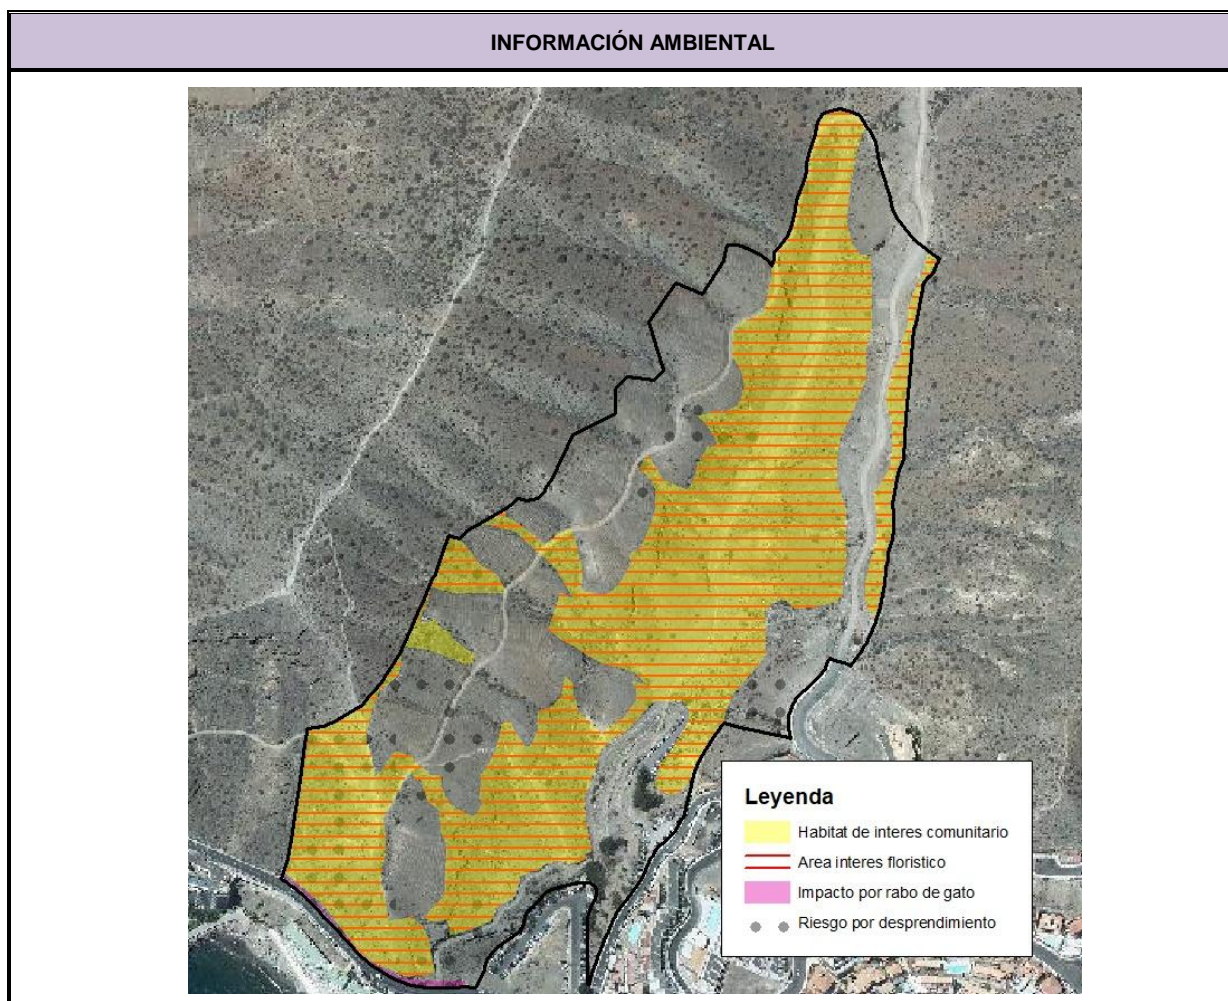 INFORMACIÓN AMBIENTAL
Leyenda
Habitat de interes comunitario
Area interes floristico
Impacto por rabo de gato
Riesgo por desprendimiento